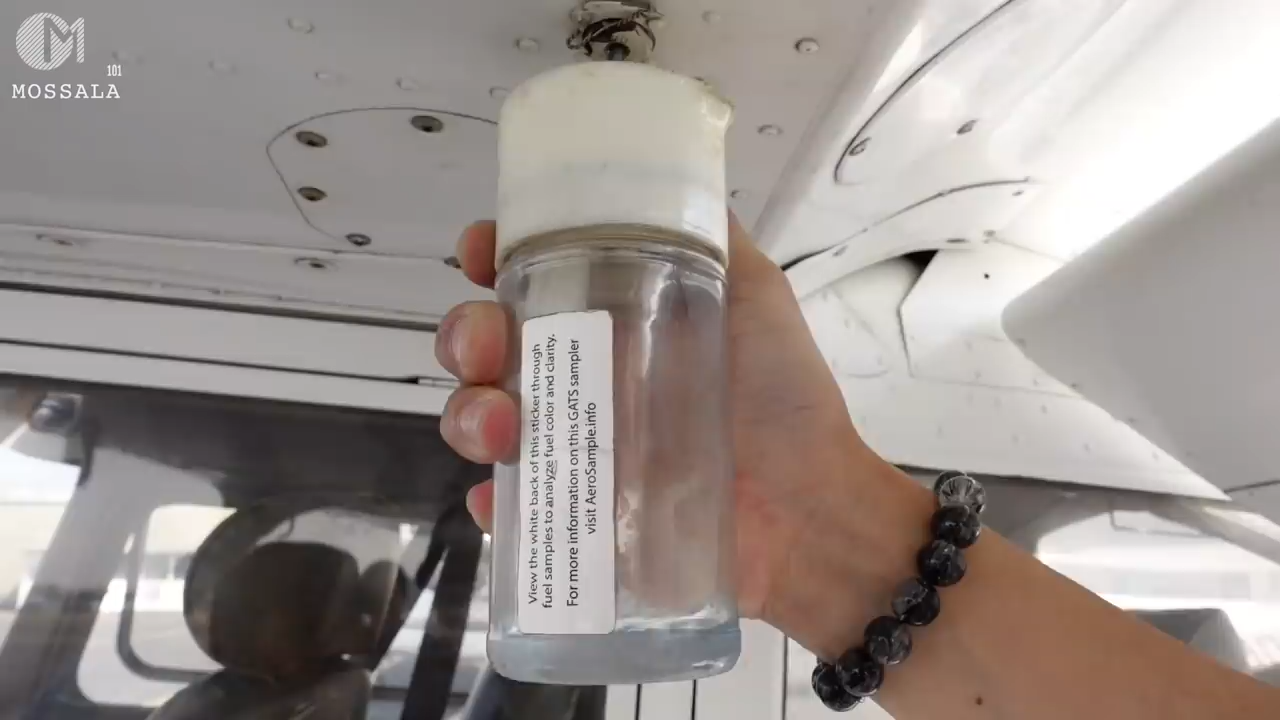 101
MOSSALA
View the white back of this sticker through
fuel samples to analyze fuel color and clarity.
For more information on this GATS sampler
visit AeroSample.info